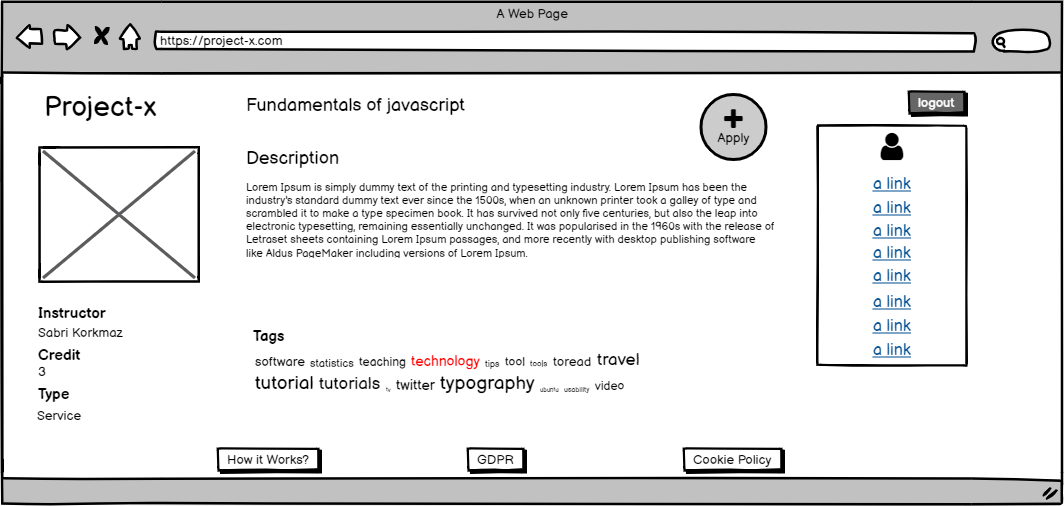 A Web Page
https://project-x.com
Project-x
Fundamentals of javascript
Apply
logout
Description
Lorem Ipsum is simply dummy text of the printing and typesetting industry. Lorem Ipsum has been the
industry's standard dummy text ever since the 1500s, when an unknown printer took a galley of type and
scrambled it to make a type specimen book. It has survived not only five centuries, but also the leap into
electronic typesetting, remaining essentially unchanged. It was popularised in the 1960s with the release of
Letraset sheets containing Lorem Ipsum passages, and more recently with desktop publishing software
like Aldus PageMaker including versions of Lorem Ipsum.
a link
a link
a link
a link
a link
a link
a link
a link
Instructor
Sabri Korkmaz
Credit
3
Type
Service
Tags
software statistics teaching technology tips tool tools toread travel
tutorial tutorials tv twitter typography ubuntu usability video
How it Works?
GDPR
Cookie Policy